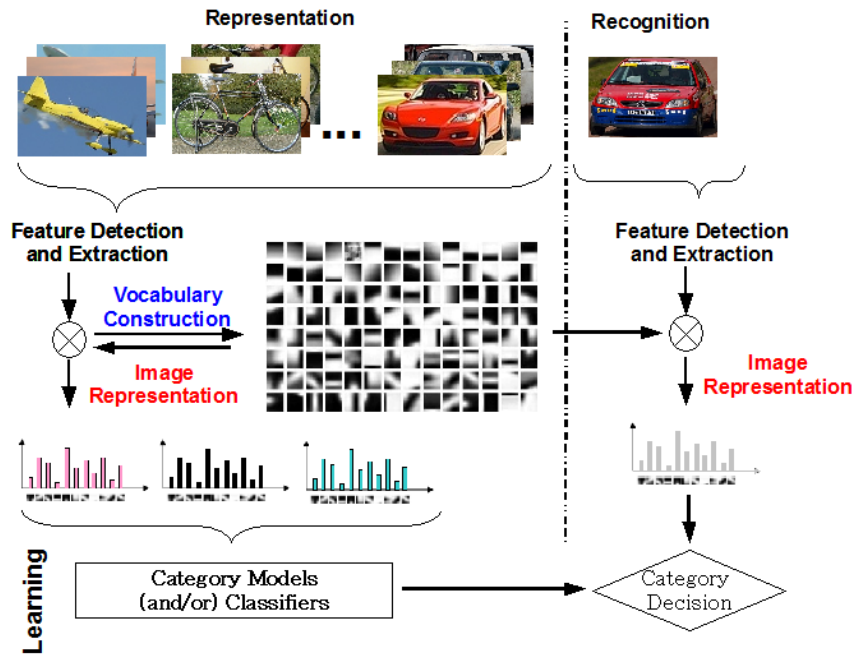 Representation
Recognition
Feature Detection
and Extraction
Vocabulary
Construction
Image
Representation
Feature Detection
and Extraction
Image
Representation
Learning
Category Models
(and/or) Classifiers
Category
Decision